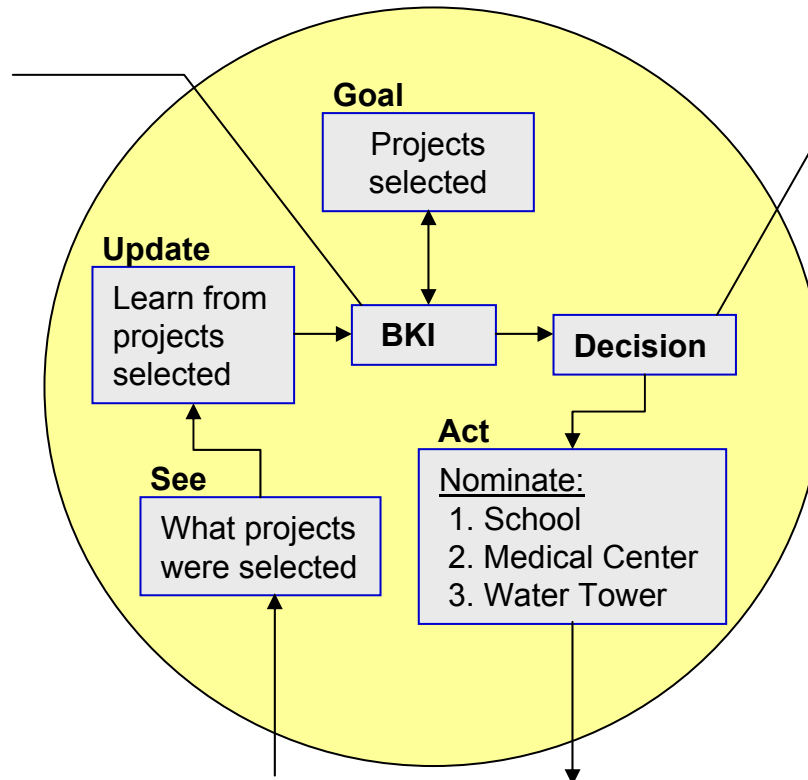 Goal
Projects
selected
Update
Learn from
projects
selected
BKI
Decision
See
What projects
were selected
Act
Nominate:
1. School
2. Medical Center
3. Water Tower